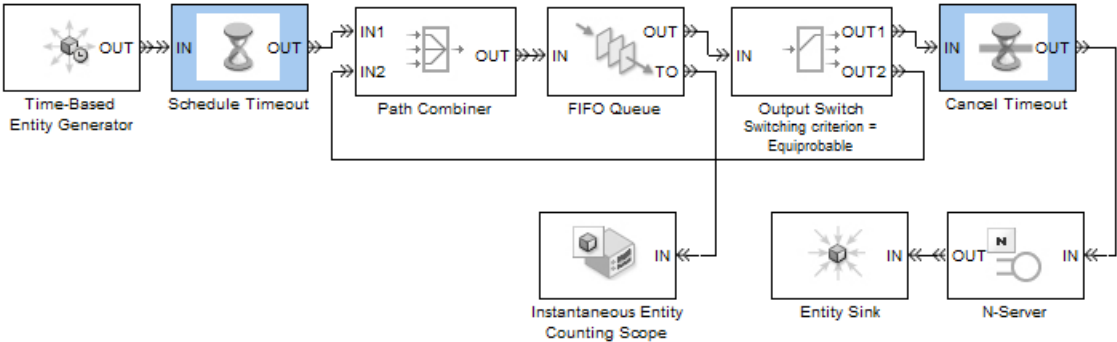 OUT
IN
OUT
IN1
IN2
OUT
IN
OUT
TO
IN
OUT1
OUT2
IN
OUT
Time-Based
Entity Generator
Schedule Timeout
Path Combiner
FIFO Queue
Output Switch
Switching criterion =
Equiprobable
Cancel Timeout
IN
IN
OUT
N
IN
Instantaneous Entity
Counting Scope
Entity Sink
N-Server